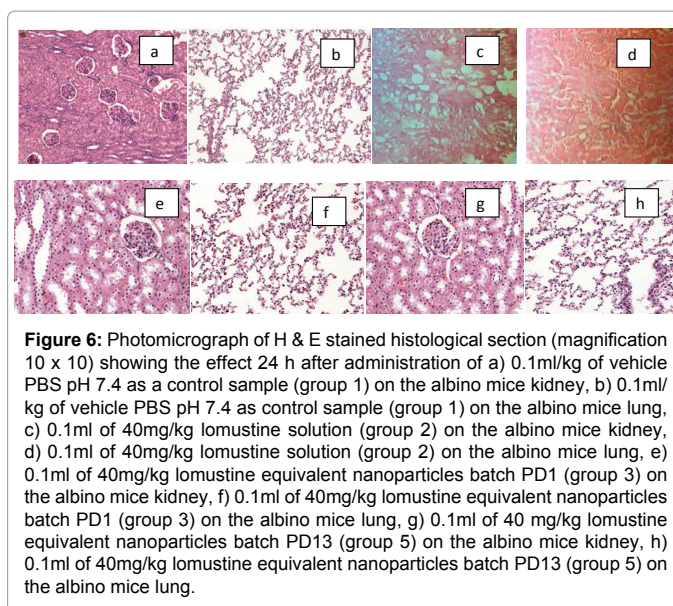 a
b
c
d
e
f
g
h
Figure 6: Photomicrograph of H & E stained histological section (magnification
10 x 10) showing the effect 24 h after administration of a) 0.1ml/kg of vehicle
PBS pH 7.4 as a control sample (group 1) on the albino mice kidney, b) 0.1ml/
kg of vehicle PBS pH 7.4 as control sample (group 1) on the albino mice lung,
c) 0.1ml of 40mg/kg lomustine solution (group 2) on the albino mice kidney,
d) 0.1ml of 40mg/kg lomustine solution (group 2) on the albino mice lung, e)
0.1ml of 40mg/kg lomustine equivalent nanoparticles batch PD1 (group 3) on
the albino mice kidney, f) 0.1ml of 40mg/kg lomustine equivalent nanoparticles
batch PD1 (group 3) on the albino mice lung, g) 0.1ml of 40 mg/kg lomustine
equivalent nanoparticles batch PD13 (group 5) on the albino mice kidney, h)
0.1ml of 40mg/kg lomustine equivalent nanoparticles batch PD13 (group 5) on
the albino mice lung.